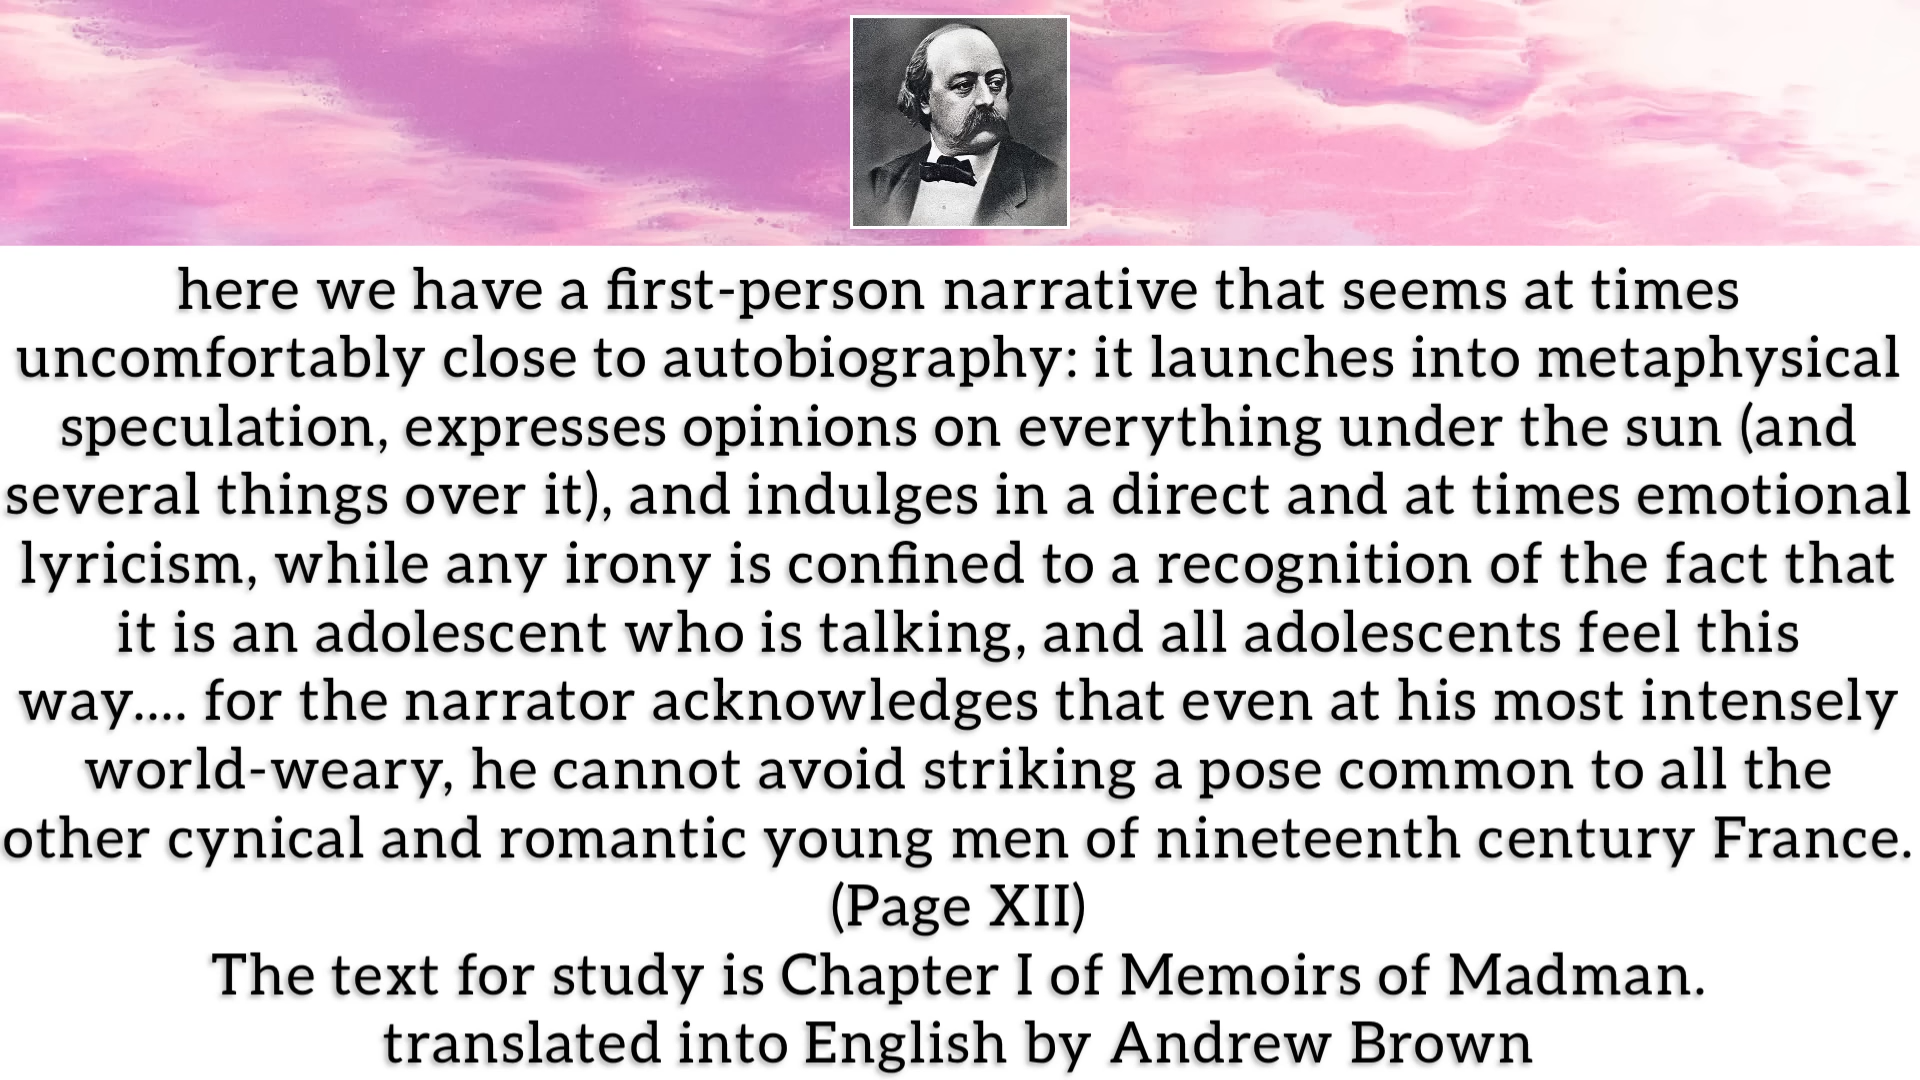 here we have a first-person narrative that seems at times
uncomfortably close to autobiography: it launches into metaphysical
speculation, expresses opinions on everything under the sun (and
several things over it), and indulges in a direct and at times emotional
lyricism, while any irony is confined to a recognition of the fact that
it is an adolescent who is talking, and all adolescents feel this
way.... for the narrator acknowledges that even at his most intensely
world-weary, he cannot avoid striking a pose common to all the
other cynical and romantic young men of nineteenth century France.
(Page XII)
The text for study is Chapter I of Memoirs of Madman.
translated into English by Andrew Brown